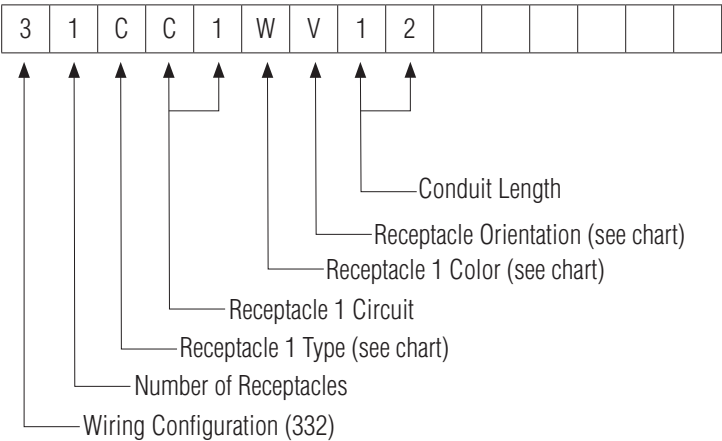 3 1 C C 1 W V 1 2
Conduit Length
Receptacle Orientation (see chart)
Receptacle 1 Color (see chart)
Receptacle 1 Circuit
Receptacle 1 Type (see chart)
Number of Receptacles
Wiring Configuration (332)